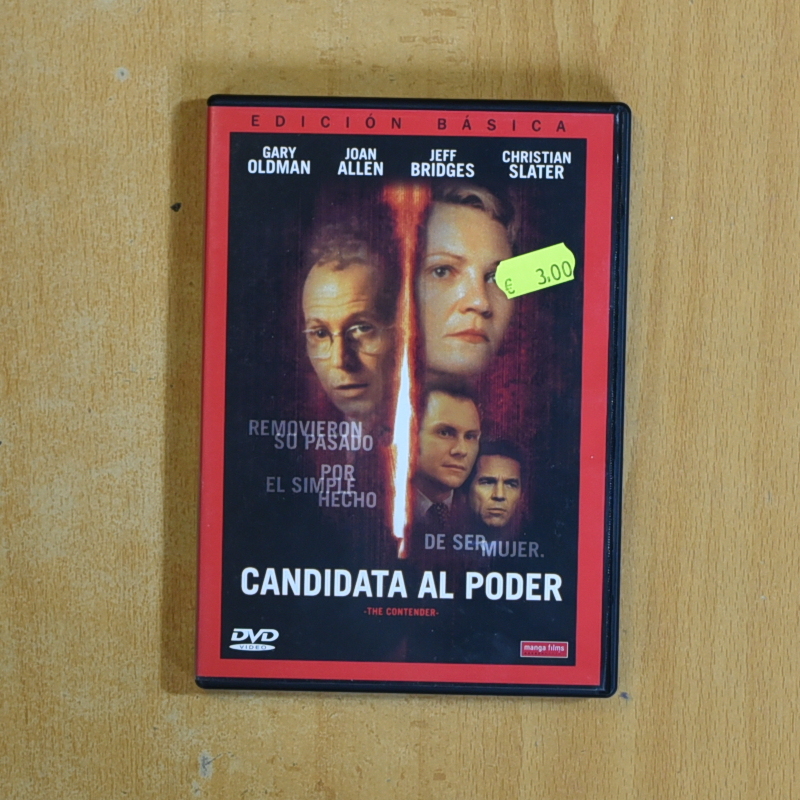 EDICIÓN BÁSICA
GARY OLDMAN
JOAN ALLEN
JEFF BRIDGES
CHRISTIAN SLATER
€ 3,00
REMOVIERON
SU PASADO
POR
EL SIMPLE
HECHO
DE SER
MUJER.
CANDIDATA AL PODER
-THE CONTENDER-
DVD
VIDEO
manga films